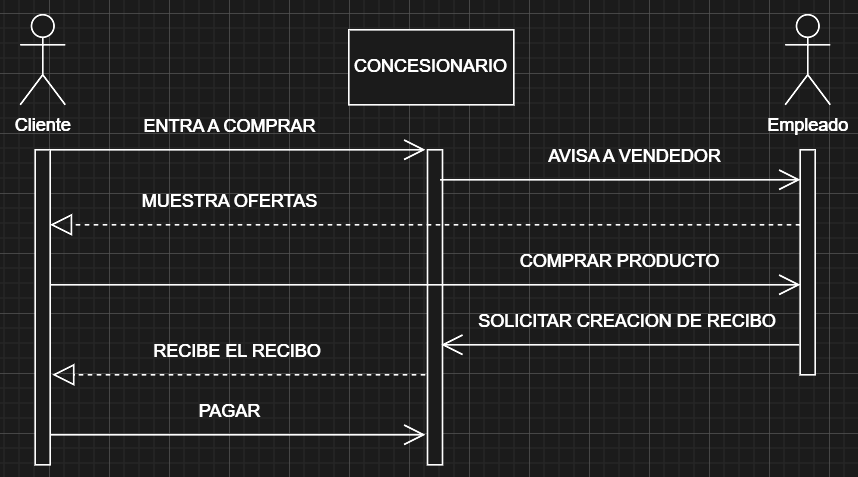 CONCESIONARIO
Cliente
Empleado
ENTRA A COMPRAR
AVISA A VENDEDOR
MUESTRA OFERTAS
COMPRAR PRODUCTO
SOLICITAR CREACION DE RECIBO
RECIBE EL RECIBO
PAGAR